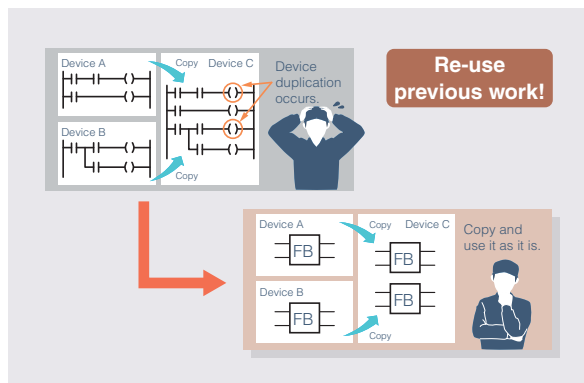 Device A
Copy
Device C
Device
duplication
occurs.
Device B
Copy
Re-use
previous work!
Device A
FB
Copy
Device C
FB
FB
Copy and
use it as it is.
Device B
FB
Copy